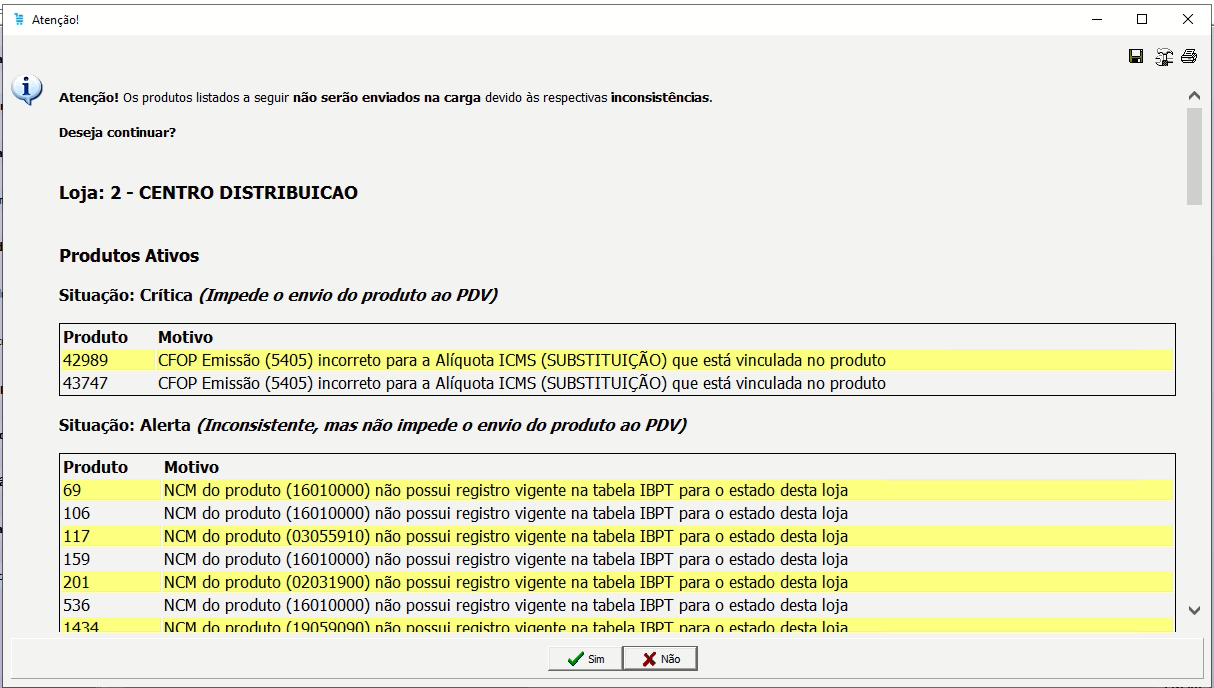 Atenção!
Atenção! Os produtos listados a seguir não serão enviados na carga devido às respectivas inconsistências.
Deseja continuar?
Loja: 2 - CENTRO DISTRIBUICAO
Produtos Ativos
Situação: Crítica (Impede o envio do produto ao PDV)
Produto Motivo
42989 CFOP Emissão (5405) incorreto para a Alíquota ICMS (SUBSTITUIÇÃO) que está vinculada no produto
43747 CFOP Emissão (5405) incorreto para a Alíquota ICMS (SUBSTITUIÇÃO) que está vinculada no produto
Situação: Alerta (Inconsistente, mas não impede o envio do produto ao PDV)
Produto Motivo
69 NCM do produto (16010000) não possui registro vigente na tabela IBPT para o estado desta loja
106 NCM do produto (16010000) não possui registro vigente na tabela IBPT para o estado desta loja
117 NCM do produto (03055910) não possui registro vigente na tabela IBPT para o estado desta loja
159 NCM do produto (16010000) não possui registro vigente na tabela IBPT para o estado desta loja
201 NCM do produto (02031900) não possui registro vigente na tabela IBPT para o estado desta loja
536 NCM do produto (16010000) não possui registro vigente na tabela IBPT para o estado desta loja
1434 NCM do produto (19059090) não possui registro vigente na tabela IBPT para o estado desta loja
Sim Não